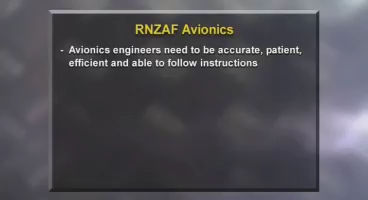 RNZAF Avionics
- Avionics engineers need to be accurate, patient,
efficient and able to follow instructions